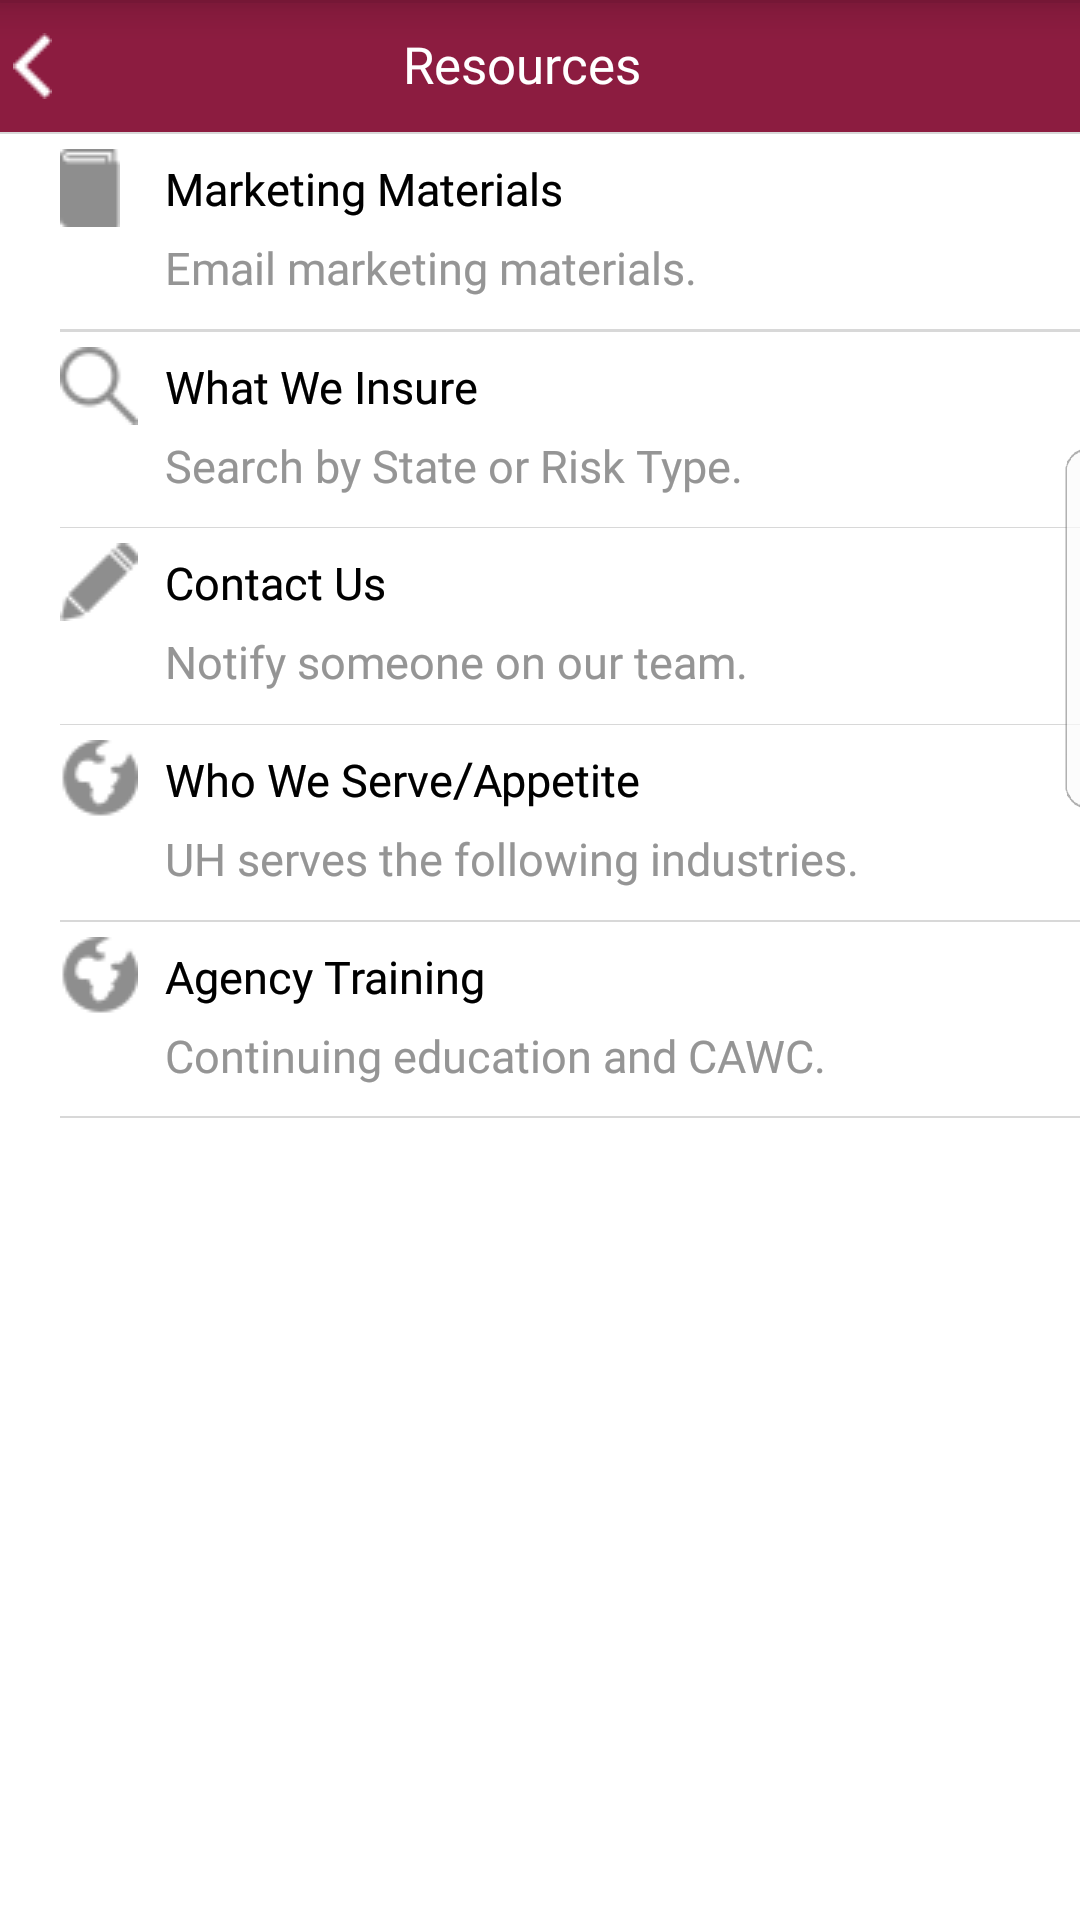 Resources
Marketing Materials
Email marketing materials.
What We Insure
Search by State or Risk Type.
Contact Us
Notify someone on our team.
Who We Serve/Appetite
UH serves the following industries.
Agency Training
Continuing education and CAWC.